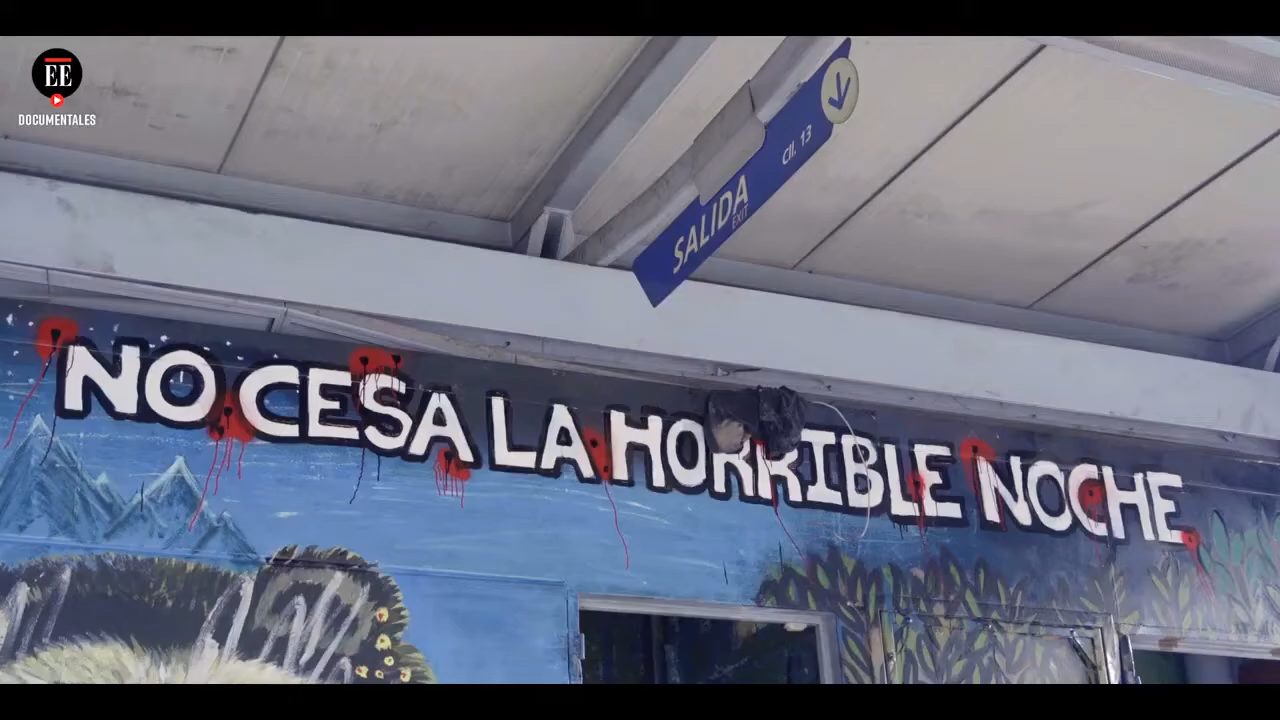 EE
DOCUMENTALES
Cll. 13
SALIDA
EXIT
NO CESA LA HORRIBLE NOCHE